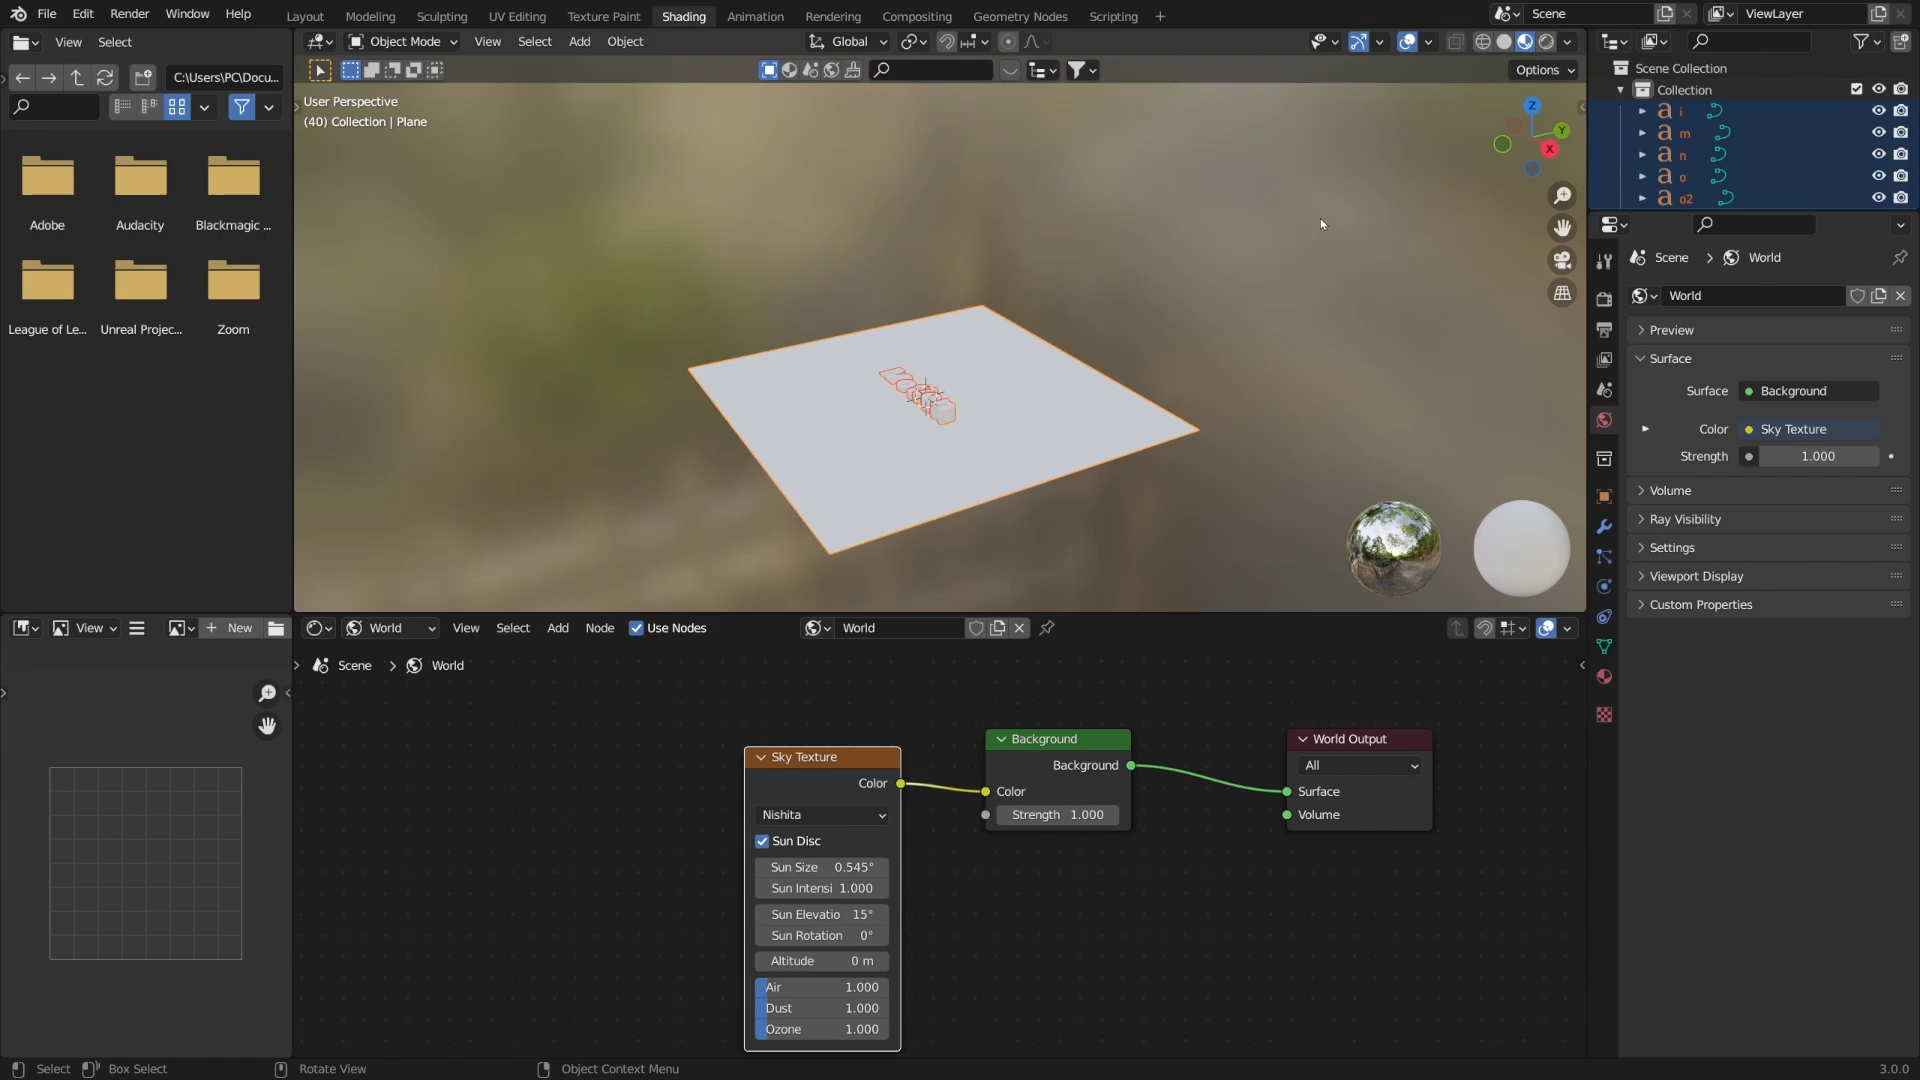 File Edit Render Window Help
Layout Modeling Sculpting UV Editing Texture Paint Shading Animation Rendering Compositing Geometry Nodes Scripting +
Scene
ViewLayer
View Select
Object Mode View Select Add Object
Global
C:\Users\PC\Docu...
Options
User Perspective
(40) Collection | Plane
Z
Y
X
Adobe
Audacity
Blackmagic ...
League of Le...
Unreal Projec...
Zoom
Scene Collection
Collection
i
m
n
o
o2
Scene > World
World
Preview
Surface
Surface Background
Color Sky Texture
Strength 1.000
Volume
Ray Visibility
Settings
Viewport Display
Custom Properties
View
New
World View Select Add Node Use Nodes
World
Scene > World
Sky Texture
Color
Nishita
Sun Disc
Sun Size 0.545°
Sun Intensi 1.000
Sun Elevatio 15°
Sun Rotation 0°
Altitude 0 m
Air 1.000
Dust 1.000
Ozone 1.000
Background
Background
Color
Strength 1.000
World Output
All
Surface
Volume
Select Box Select Rotate View Object Context Menu
3.0.0